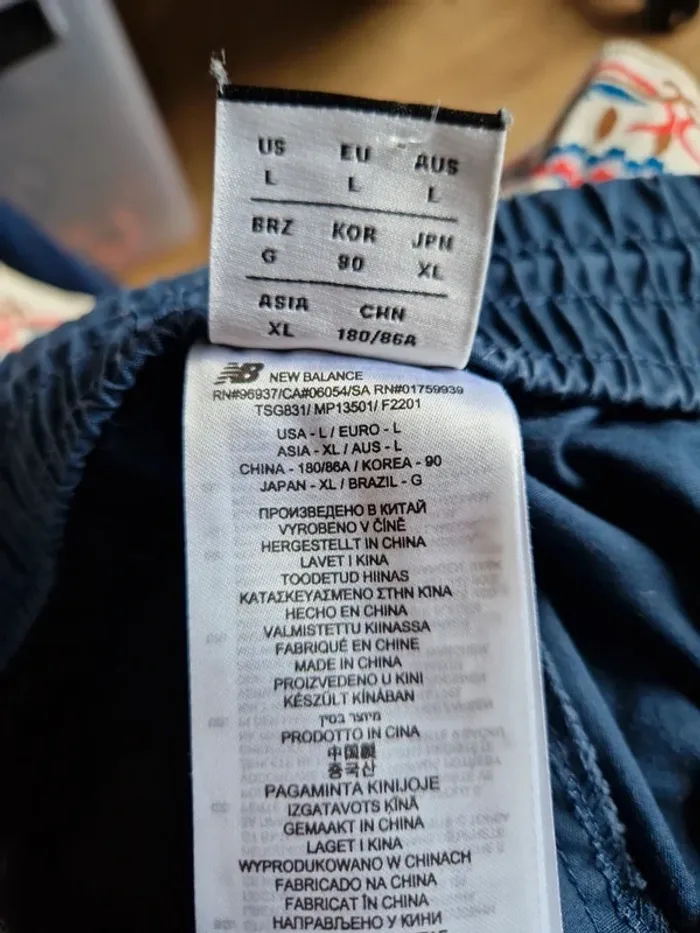 US EU AUS
L L L
BRZ KOR JPN
G 90 XL
ASIA CHN
XL 180/86A
NB NEW BALANCE
RN#96937/CA#06054/SA RN#01759939
TSG831/ MP13501/ F2201
USA - L / EURO - L
ASIA - XL / AUS - L
CHINA - 180/86A / KOREA - 90
JAPAN - XL / BRAZIL - G
ПРОИЗВЕДЕНО В КИТАЙ
VYROBENO V ČÍNĚ
HERGESTELLT IN CHINA
LAVET I KINA
TOODETUD HIINAS
ΚΑΤΑΣΚΕΥΑΣΜΕΝΟ ΣΤΗΝ ΚΙΝΑ
HECHO EN CHINA
VALMISTETTU KIINASSA
FABRIQUÉ EN CHINE
MADE IN CHINA
PROIZVEDENO U KINI
KÉSZÜLT KÍNÁBAN
מיוצר בסין
PRODOTTO IN CINA
中国製
중국산
PAGAMINTA KINIJOJE
IZGATAVOTS ĶĪNĀ
GEMAAKT IN CHINA
LAGET I KINA
WYPRODUKOWANO W CHINACH
FABRICADO NA CHINA
FABRICAT ÎN CHINA
НАПРАВЉЕНО У КИНИ